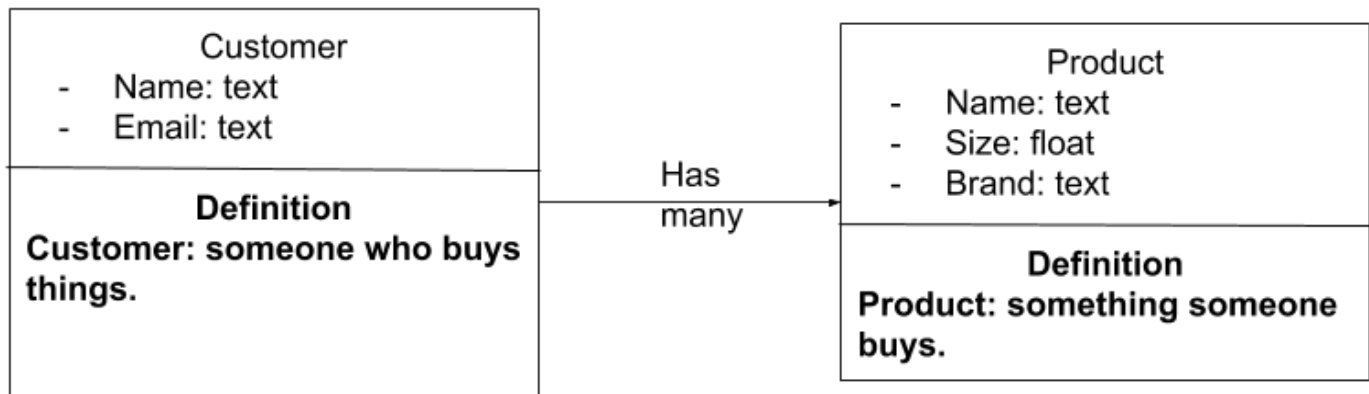 Customer
- Name: text
- Email: text
Definition
Customer: someone who buys
things.
Has
many
Product
- Name: text
- Size: float
- Brand: text
Definition
Product: something someone
buys.